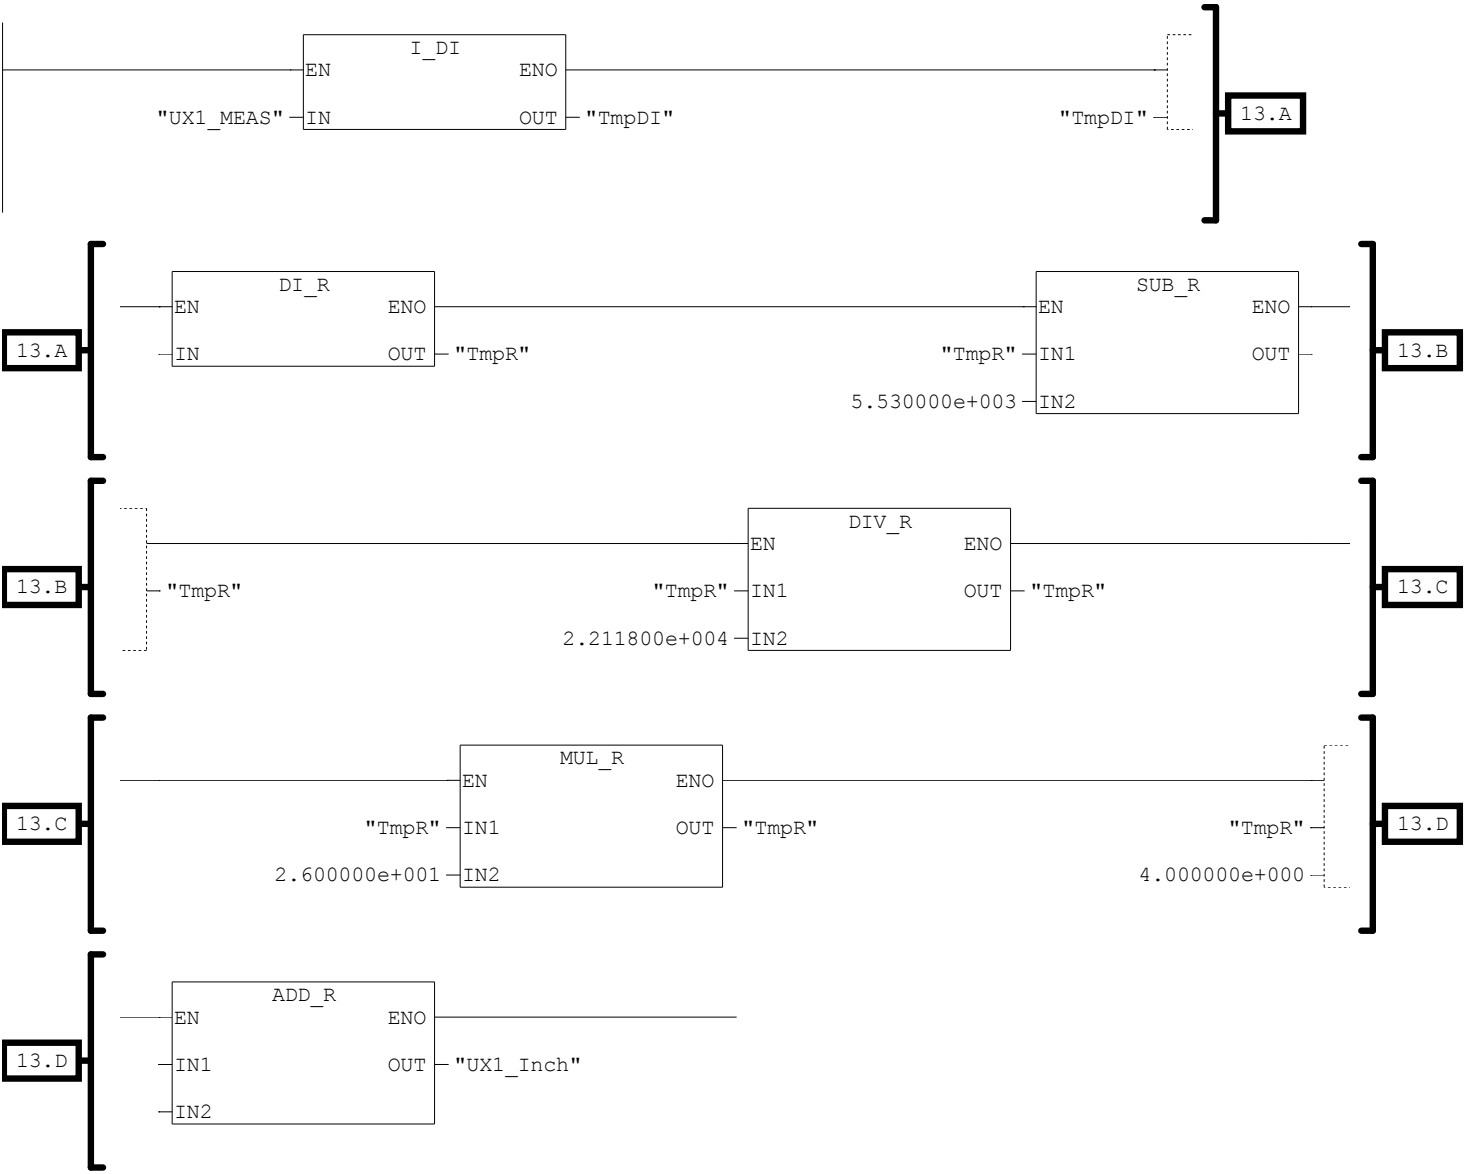 I_DI
EN ENO
"UX1_MEAS" IN OUT "TmpDI" "TmpDI" 13.A
DI_R SUB_R
EN ENO EN ENO
13.A IN OUT "TmpR" "TmpR" IN1 OUT 13.B
5.530000e+003 IN2
DIV_R
EN ENO
13.B "TmpR" "TmpR" IN1 OUT "TmpR" 13.C
2.211800e+004 IN2
MUL_R
EN ENO
13.C "TmpR" IN1 OUT "TmpR" "TmpR" 13.D
2.600000e+001 IN2 4.000000e+000
ADD_R
EN ENO
13.D IN1 OUT "UX1_Inch"
IN2